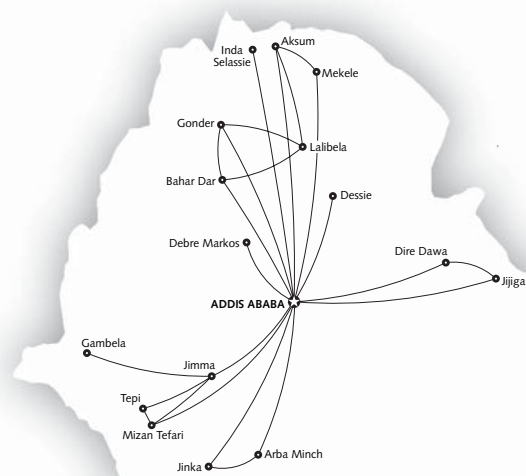 Aksum
Inda
Selassie
Mekele
Gonder
Lalibela
Bahar Dar
Dessie
Debre Markos
Dire Dawa
Jijiga
ADDIS ABABA
Gambela
Jimma
Tepi
Mizan Tefari
Arba Minch
Jinka